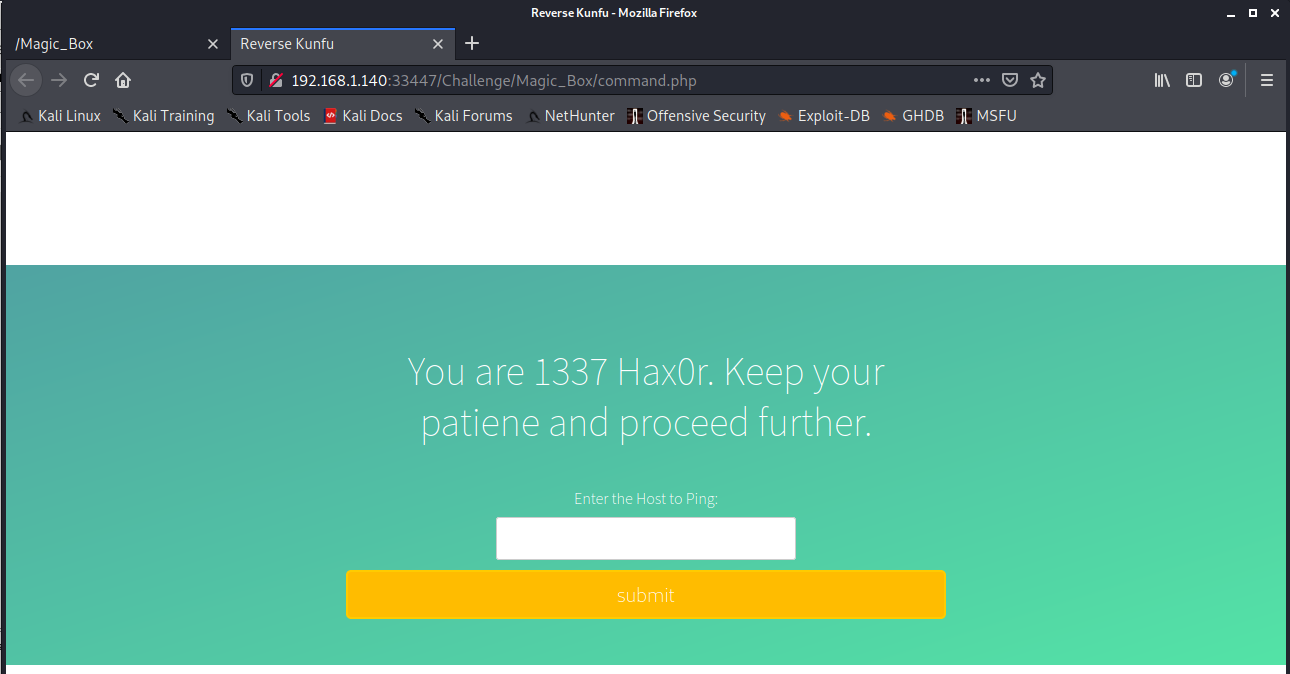 Reverse Kunfu - Mozilla Firefox
/Magic_Box Reverse Kunfu
192.168.1.140:33447/Challenge/Magic_Box/command.php
Kali Linux Kali Training Kali Tools Kali Docs Kali Forums NetHunter Offensive Security Exploit-DB GHDB MSFU
You are 1337 Hax0r. Keep your
patiene and proceed further.
Enter the Host to Ping:
submit